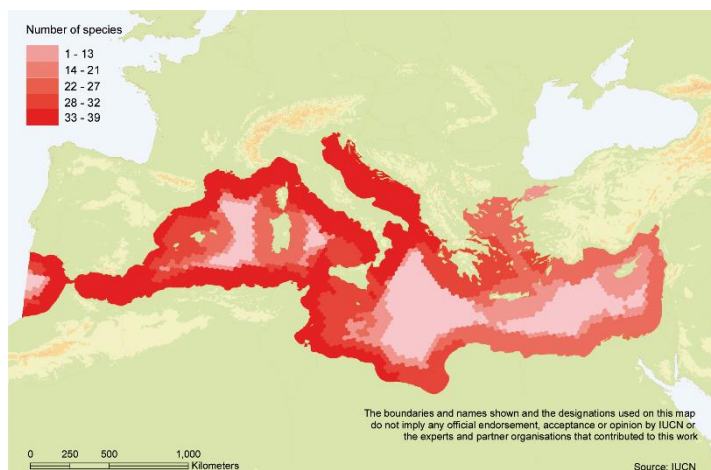 Number of species
1 - 13
14 - 21
22 - 27
28 - 32
33 - 39
The boundaries and names shown and the designations used on this map
do not imply any official endorsement, acceptance or opinion by IUCN or
the experts and partner organisations that contributed to this work
0 250 500 1,000
Kilometers
Source: IUCN